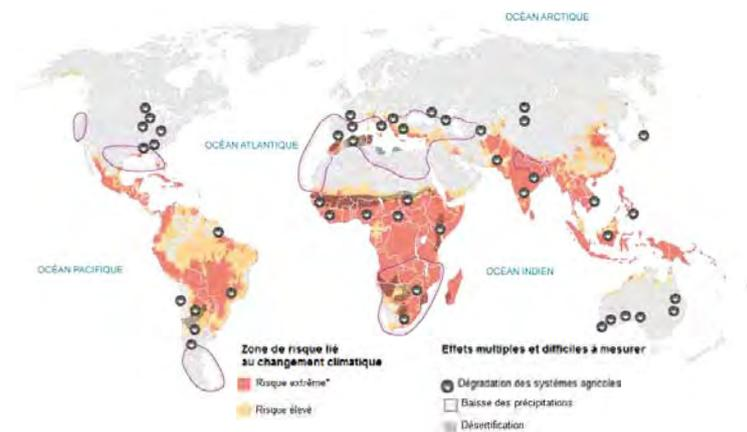 OCÉAN ARCTIQUE
OCÉAN ATLANTIQUE
OCÉAN PACIFIQUE
OCÉAN INDIEN
Zone de risque lié
au changement climatique
Risque extrême*
Risque élevé
Effets multiples et difficiles à mesurer
Dégradation des systèmes agricoles
Baisse des précipitations
Désertification